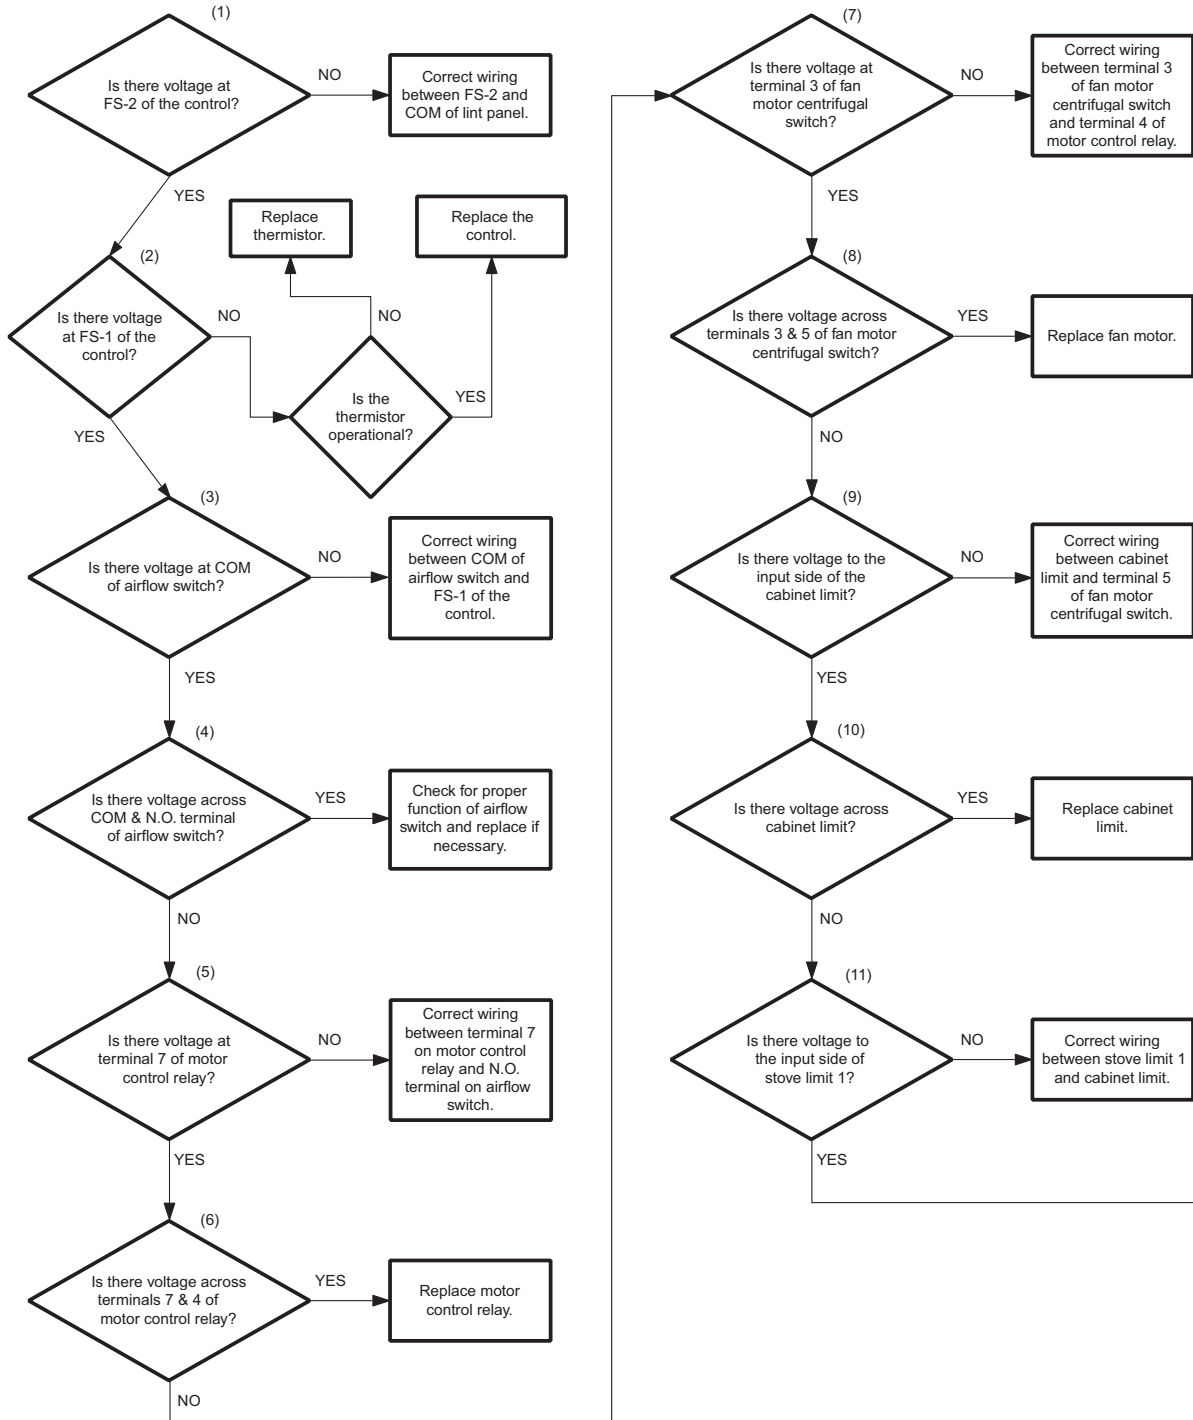 (1)
Is there voltage at
FS-2 of the control?
NO
Correct wiring
between FS-2 and
COM of lint panel.
YES
(2)
Is there voltage
at FS-1 of the
control?
NO
Replace
thermistor.
Replace the
control.
NO
YES
Is the
thermistor
operational?
YES
(3)
Is there voltage at COM
of airflow switch?
NO
Correct wiring
between COM of
airflow switch and
FS-1 of the
control.
YES
(4)
Is there voltage across
COM & N.O. terminal
of airflow switch?
YES
Check for proper
function of airflow
switch and replace if
necessary.
NO
(5)
Is there voltage at
terminal 7 of motor
control relay?
NO
Correct wiring
between terminal 7
on motor control
relay and N.O.
terminal on airflow
switch.
YES
(6)
Is there voltage across
terminals 7 & 4 of
motor control relay?
YES
Replace motor
control relay.
NO
(7)
Is there voltage at
terminal 3 of fan
motor centrifugal
switch?
NO
Correct wiring
between terminal 3
of fan motor
centrifugal switch
and terminal 4 of
motor control relay.
YES
(8)
Is there voltage across
terminals 3 & 5 of fan motor
centrifugal switch?
YES
Replace fan motor.
NO
(9)
Is there voltage to the
input side of the
cabinet limit?
NO
Correct wiring
between cabinet
limit and terminal 5
of fan motor
centrifugal switch.
YES
(10)
Is there voltage across
cabinet limit?
YES
Replace cabinet
limit.
NO
(11)
Is there voltage to
the input side of
stove limit 1?
NO
Correct wiring
between stove limit 1
and cabinet limit.
YES